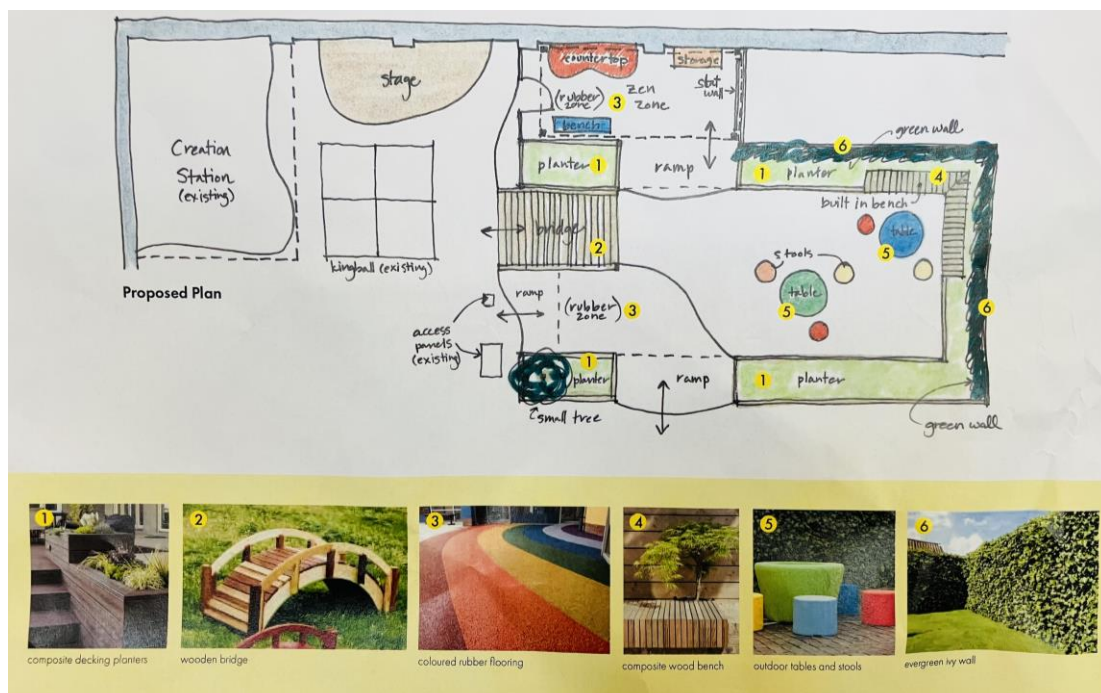 stage
countertop
storage
slat
wall
(rubber
zone)
3
zen
zone
bench
Creation
Station
(existing)
planter
1
ramp
green wall
6
1
planter
4
built in bench
bridge
2
table
5
stools
table
5
6
kingball (existing)
Proposed Plan
ramp
(rubber
zone)
3
access
panels
(existing)
1
planter
ramp
1
planter
small tree
green
wall
1
2
3
4
5
6
composite decking planters
wooden bridge
coloured rubber flooring
composite wood bench
outdoor tables and stools
evergreen ivy wall